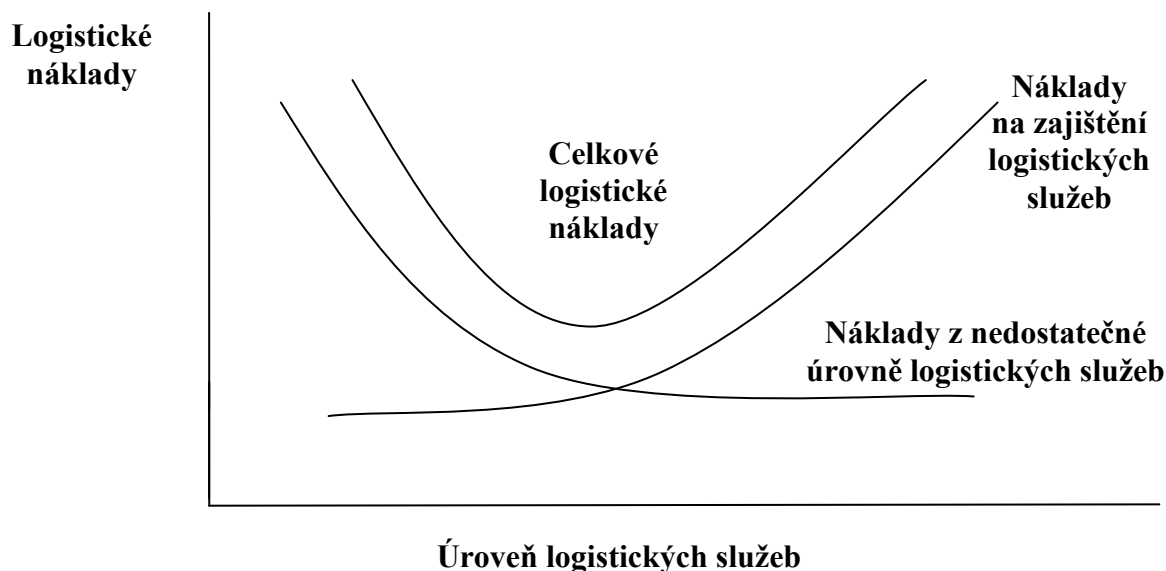 Logistické
náklady
Náklady
na zajištění
logistických
služeb
Celkové
logistické
náklady
Náklady z nedostatečné
úrovně logistických služeb
Úroveň logistických služeb